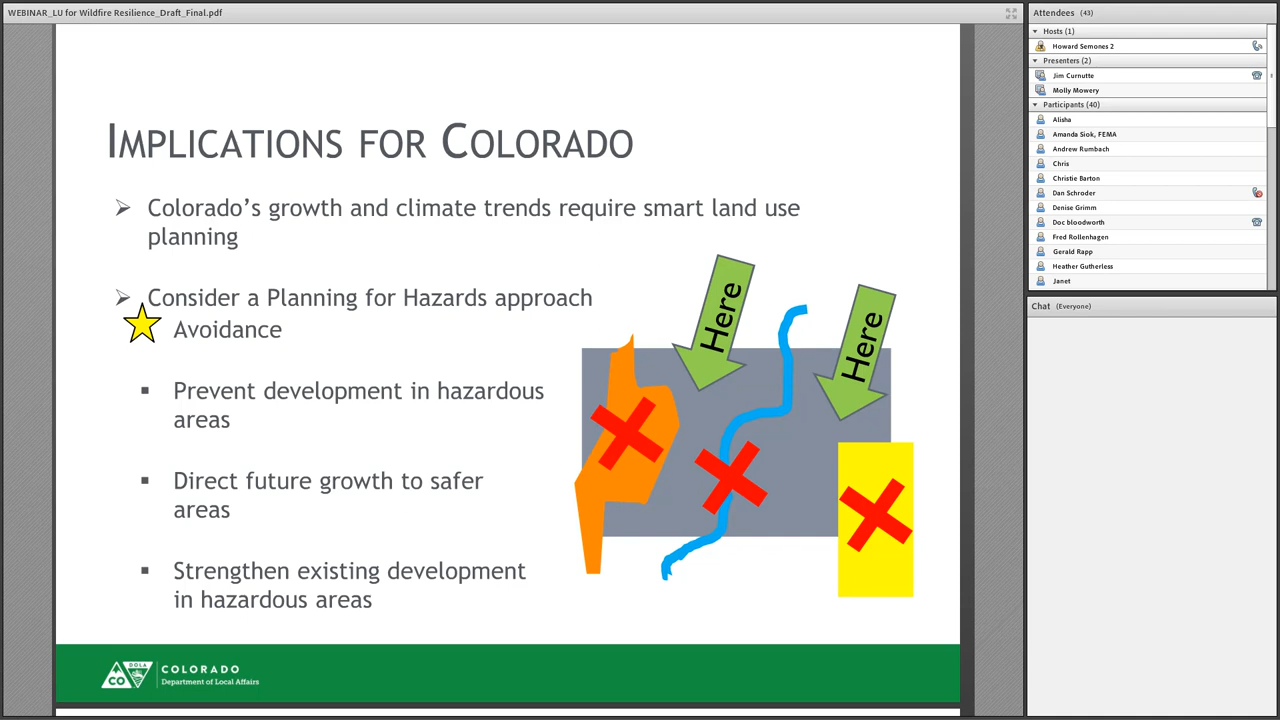 WEBINAR_LU for Wildfire Resilience_Draft_Final.pdf
IMPLICATIONS FOR COLORADO
Colorado's growth and climate trends require smart land use
planning
Consider a Planning for Hazards approach
Avoidance
Prevent development in hazardous
areas
Direct future growth to safer
areas
Strengthen existing development
in hazardous areas
Here
Here
CO
DOLA
COLORADO
Department of Local Affairs
Attendees (43)
Hosts (1)
Howard Semones 2
Presenters (2)
Jim Curnutte
Molly Mowery
Participants (40)
Alisha
Amanda Siok, FEMA
Andrew Rumbach
Chris
Christie Barton
Dan Schroder
Denise Grimm
Doc bloodworth
Fred Rollenhagen
Gerald Rapp
Heather Gutherless
Janet
Chat (Everyone)